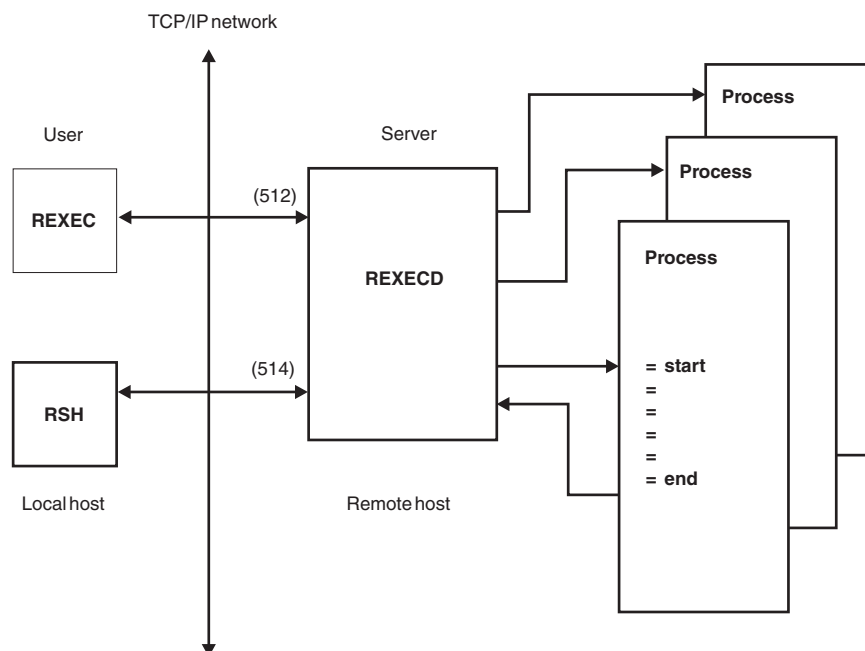 TCP/IP network
User
Server
Process
Process
Process
REXEC
(512)
REXECD
(514)
RSH
= start
=
=
=
=
= end
Local host
Remote host